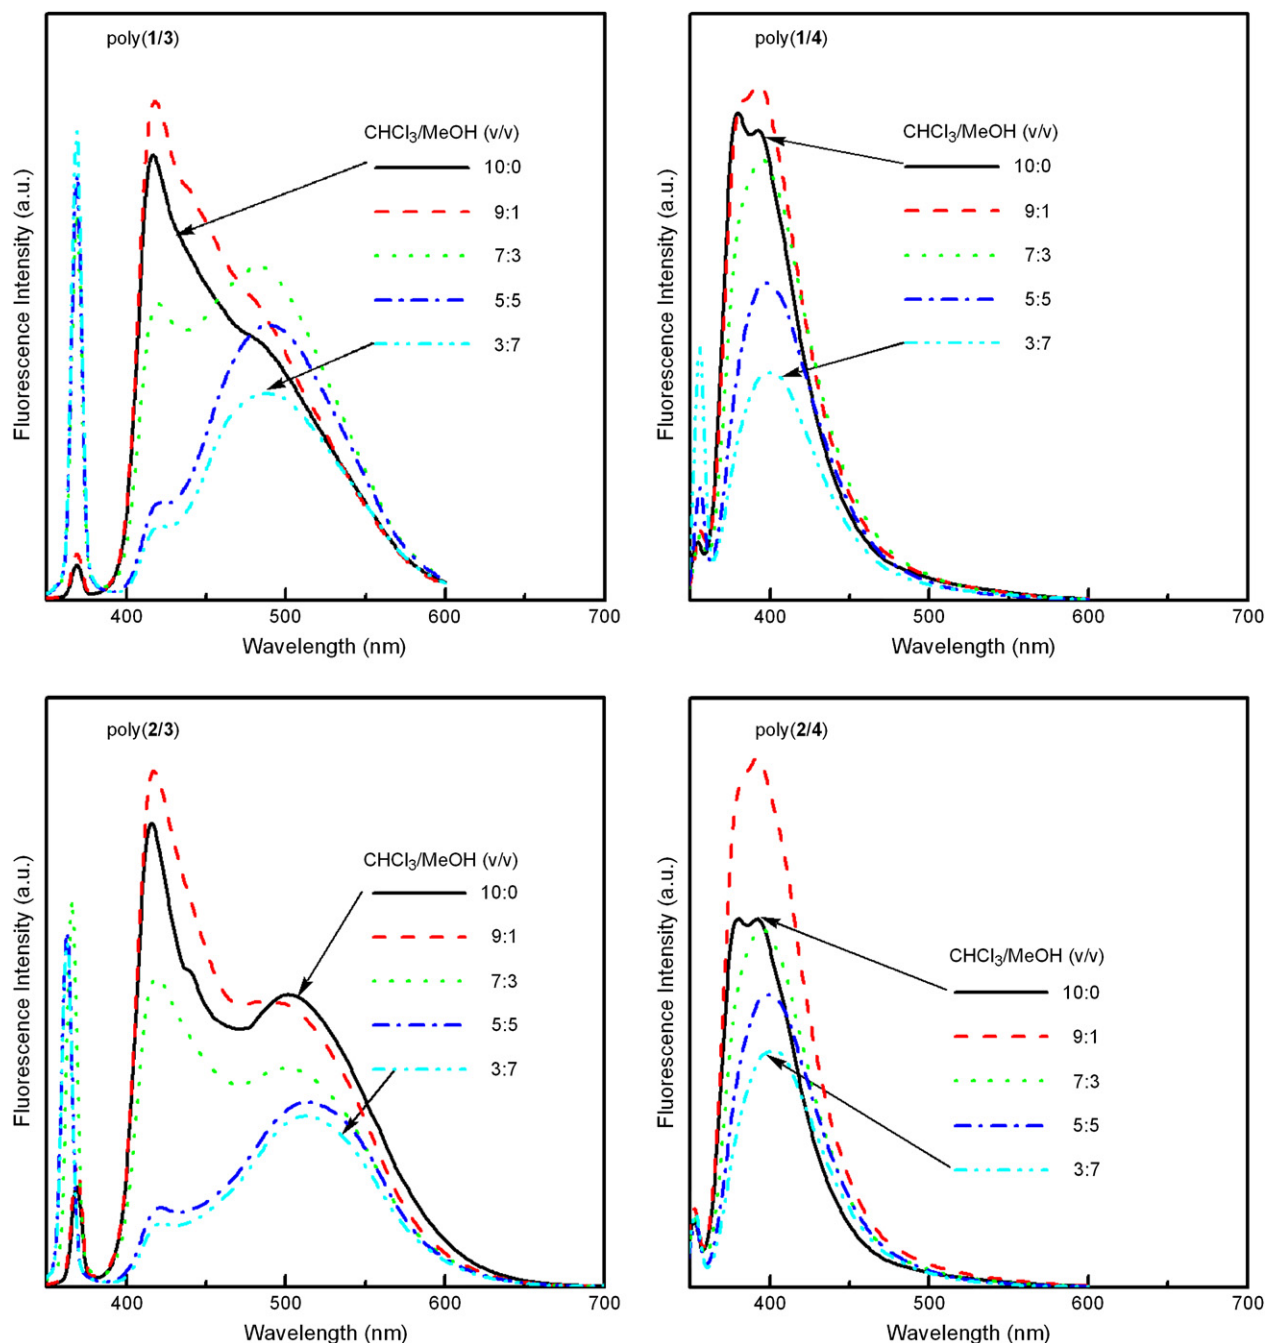 poly(1/3)
CHCl₃/MeOH (v/v)
10:0
9:1
7:3
5:5
3:7
Fluorescence Intensity (a.u.)
400 500 600 700
Wavelength (nm)
poly(1/4)
CHCl₃/MeOH (v/v)
10:0
9:1
7:3
5:5
3:7
Fluorescence Intensity (a.u.)
400 500 600 700
Wavelength (nm)
poly(2/3)
CHCl₃/MeOH (v/v)
10:0
9:1
7:3
5:5
3:7
Fluorescence Intensity (a.u.)
400 500 600 700
Wavelength (nm)
poly(2/4)
CHCl₃/MeOH (v/v)
10:0
9:1
7:3
5:5
3:7
Fluorescence Intensity (a.u.)
400 500 600 700
Wavelength (nm)